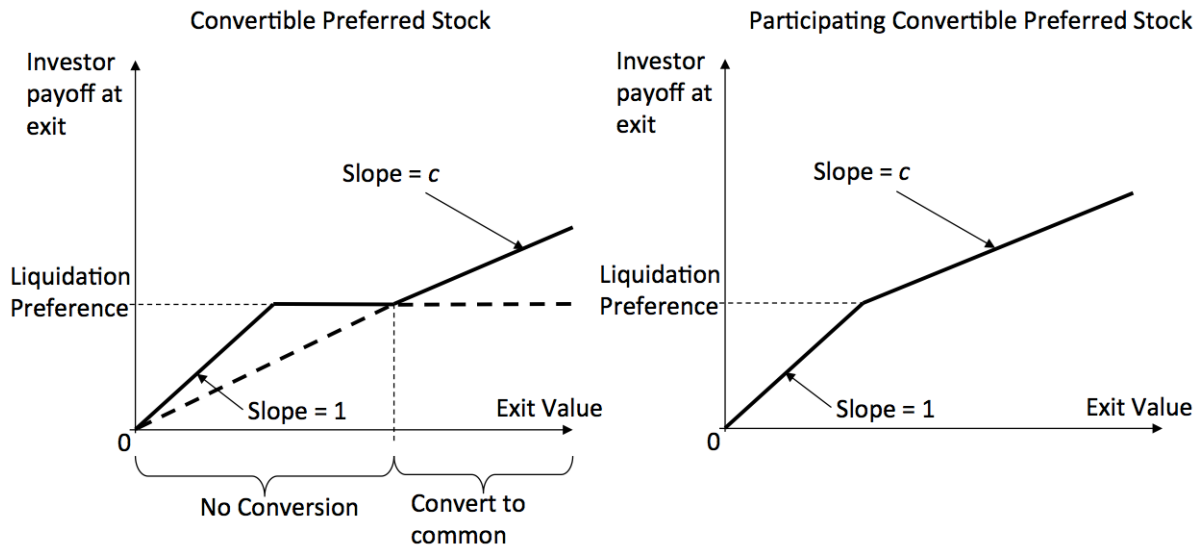 Convertible Preferred Stock
Investor
payoff at
exit
Slope = c
Liquidation
Preference
Slope = 1
Exit Value
0
No Conversion
Convert to
common
Participating Convertible Preferred Stock
Investor
payoff at
exit
Slope = c
Liquidation
Preference
Slope = 1
Exit Value
0